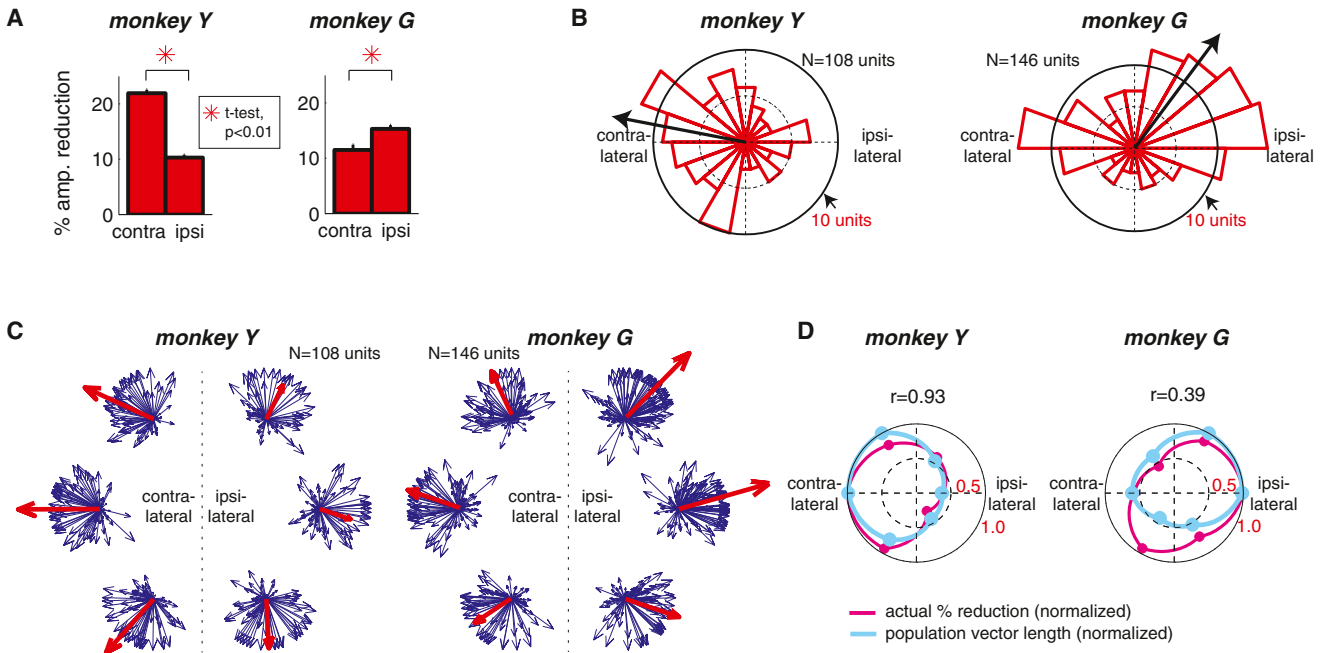 A
monkey Y
monkey G
% amp. reduction
20
10
0
contra ipsi
t-test,
p<0.01
20
10
0
contra ipsi
B
monkey Y
N=108 units
contra-
lateral
ipsi-
lateral
10 units
monkey G
N=146 units
contra-
lateral
ipsi-
lateral
10 units
C
monkey Y
N=108 units
contra-
lateral
ipsi-
lateral
monkey G
N=146 units
contra-
lateral
ipsi-
lateral
D
monkey Y
r=0.93
contra-
lateral
0.5
ipsi-
lateral
1.0
monkey G
r=0.39
contra-
lateral
0.5
ipsi-
lateral
1.0
actual % reduction (normalized)
population vector length (normalized)